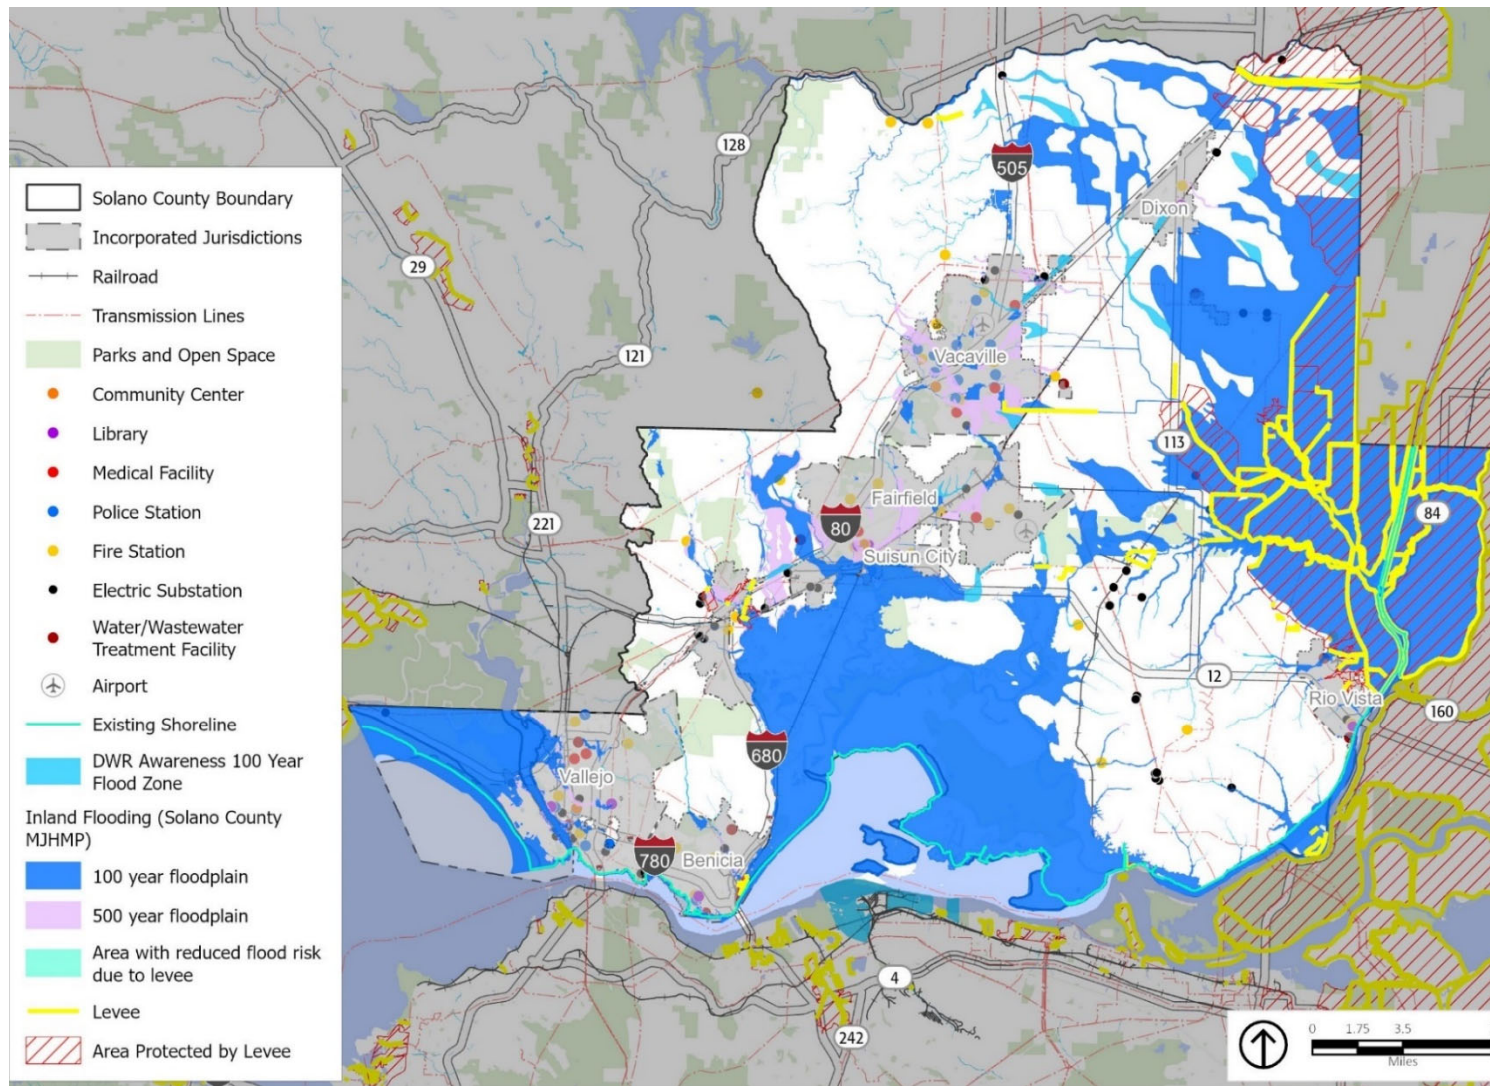 128
505
Dixon
29
Solano County Boundary
Incorporated Jurisdictions
Railroad
Transmission Lines
Parks and Open Space
Community Center
Library
Medical Facility
Police Station
Fire Station
Electric Substation
Water/Wastewater
Treatment Facility
Airport
Existing Shoreline
DWR Awareness 100 Year
Flood Zone
Inland Flooding (Solano County
MJHMP)
100 year floodplain
500 year floodplain
Area with reduced flood risk
due to levee
Levee
Area Protected by Levee
121
Vacaville
113
Fairfield
221
80
84
Suisun City
12
Rio Vista
160
680
Vallejo
780
Benicia
4
242
0 1.75 3.5
Miles